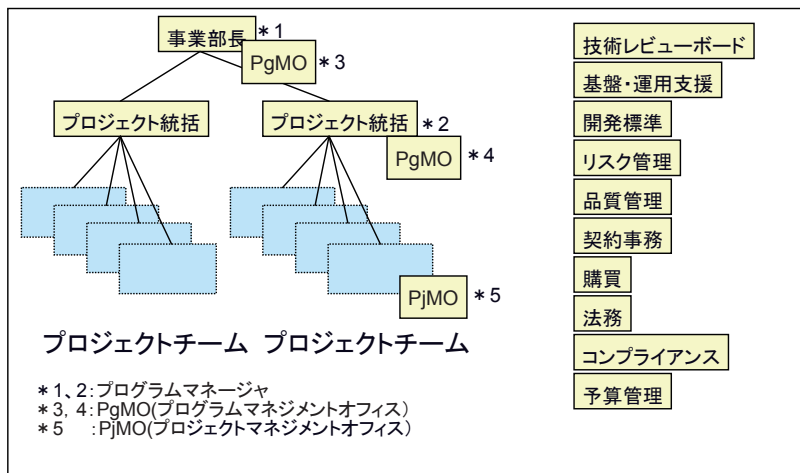 事業部長 *1
PgMO *3
プロジェクト統括
プロジェクト統括 *2
PgMO *4
PjMO *5
プロジェクトチーム プロジェクトチーム
*1、2:プログラムマネージャ
*3, 4:PgMO(プログラムマネジメントオフィス)
*5 :PjMO(プロジェクトマネジメントオフィス)
技術レビューボード
基盤・運用支援
開発標準
リスク管理
品質管理
契約事務
購買
法務
コンプライアンス
予算管理